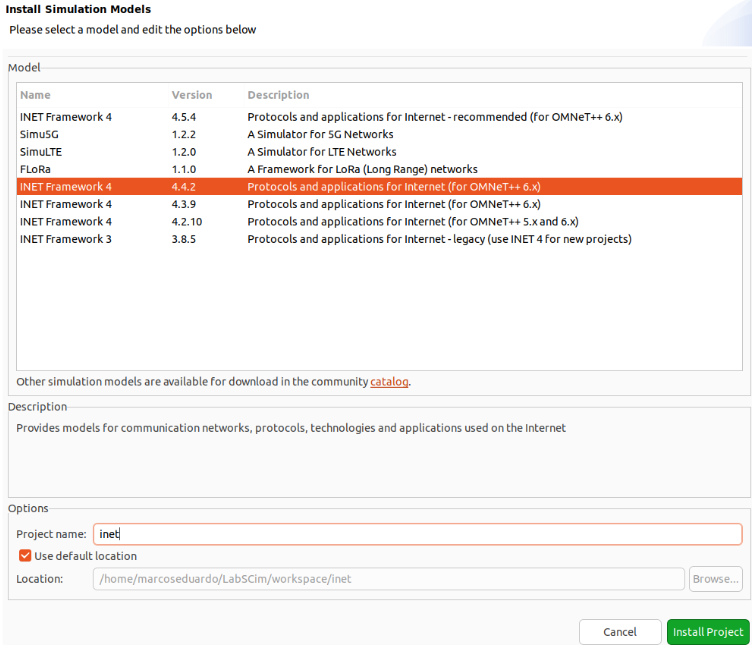 Install Simulation Models
Please select a model and edit the options below
Model
Name Version Description
INET Framework 4 4.5.4 Protocols and applications for Internet - recommended (for OMNeT++ 6.x)
Simu5G 1.2.2 A Simulator for 5G Networks
SimuLTE 1.2.0 A Simulator for LTE Networks
FLoRa 1.1.0 A Framework for LoRa (Long Range) networks
INET Framework 4 4.4.2 Protocols and applications for Internet (for OMNeT++ 6.x)
INET Framework 4 4.3.9 Protocols and applications for Internet (for OMNeT++ 6.x)
INET Framework 4 4.2.10 Protocols and applications for Internet (for OMNeT++ 5.x and 6.x)
INET Framework 3 3.8.5 Protocols and applications for Internet - legacy (use INET 4 for new projects)
Other simulation models are available for download in the community catalog.
Description
Provides models for communication networks, protocols, technologies and applications used on the Internet
Options
Project name: inet
Use default location
Location: /home/marcoseduardo/LabSCim/workspace/inet Browse...
Cancel Install Project